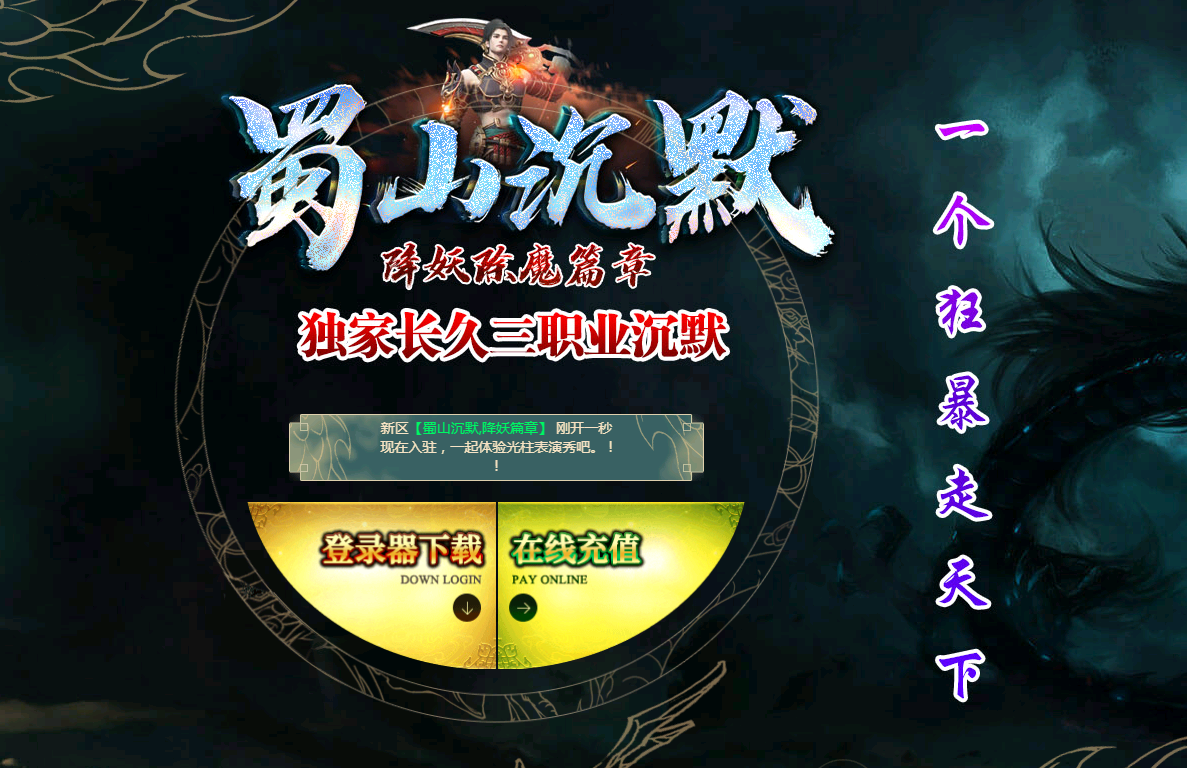 蜀山沉默
降妖除魔篇章
独家长久三职业沉默
新区【蜀山沉默,降妖篇章】 刚开一秒
现在入驻，一起体验光柱表演秀吧。！
！
登录器下载
DOWN LOGIN
在线充值
PAY ONLINE
一个狂暴走天下